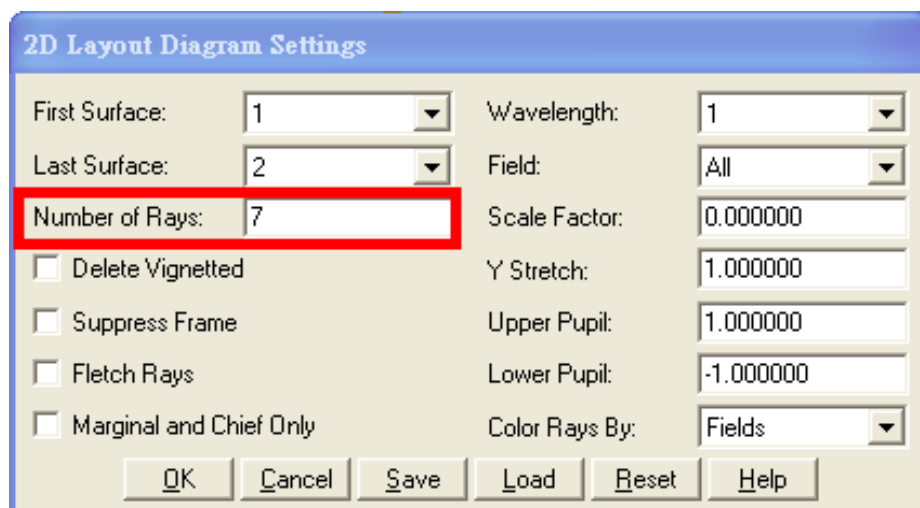 2D Layout Diagram Settings
First Surface: 1 Wavelength: 1
Last Surface: 2 Field: All
Number of Rays: 7 Scale Factor: 0.000000
Delete Vignetted Y Stretch: 1.000000
Suppress Frame Upper Pupil: 1.000000
Fletch Rays Lower Pupil: -1.000000
Marginal and Chief Only Color Rays By: Fields
OK Cancel Save Load Reset Help